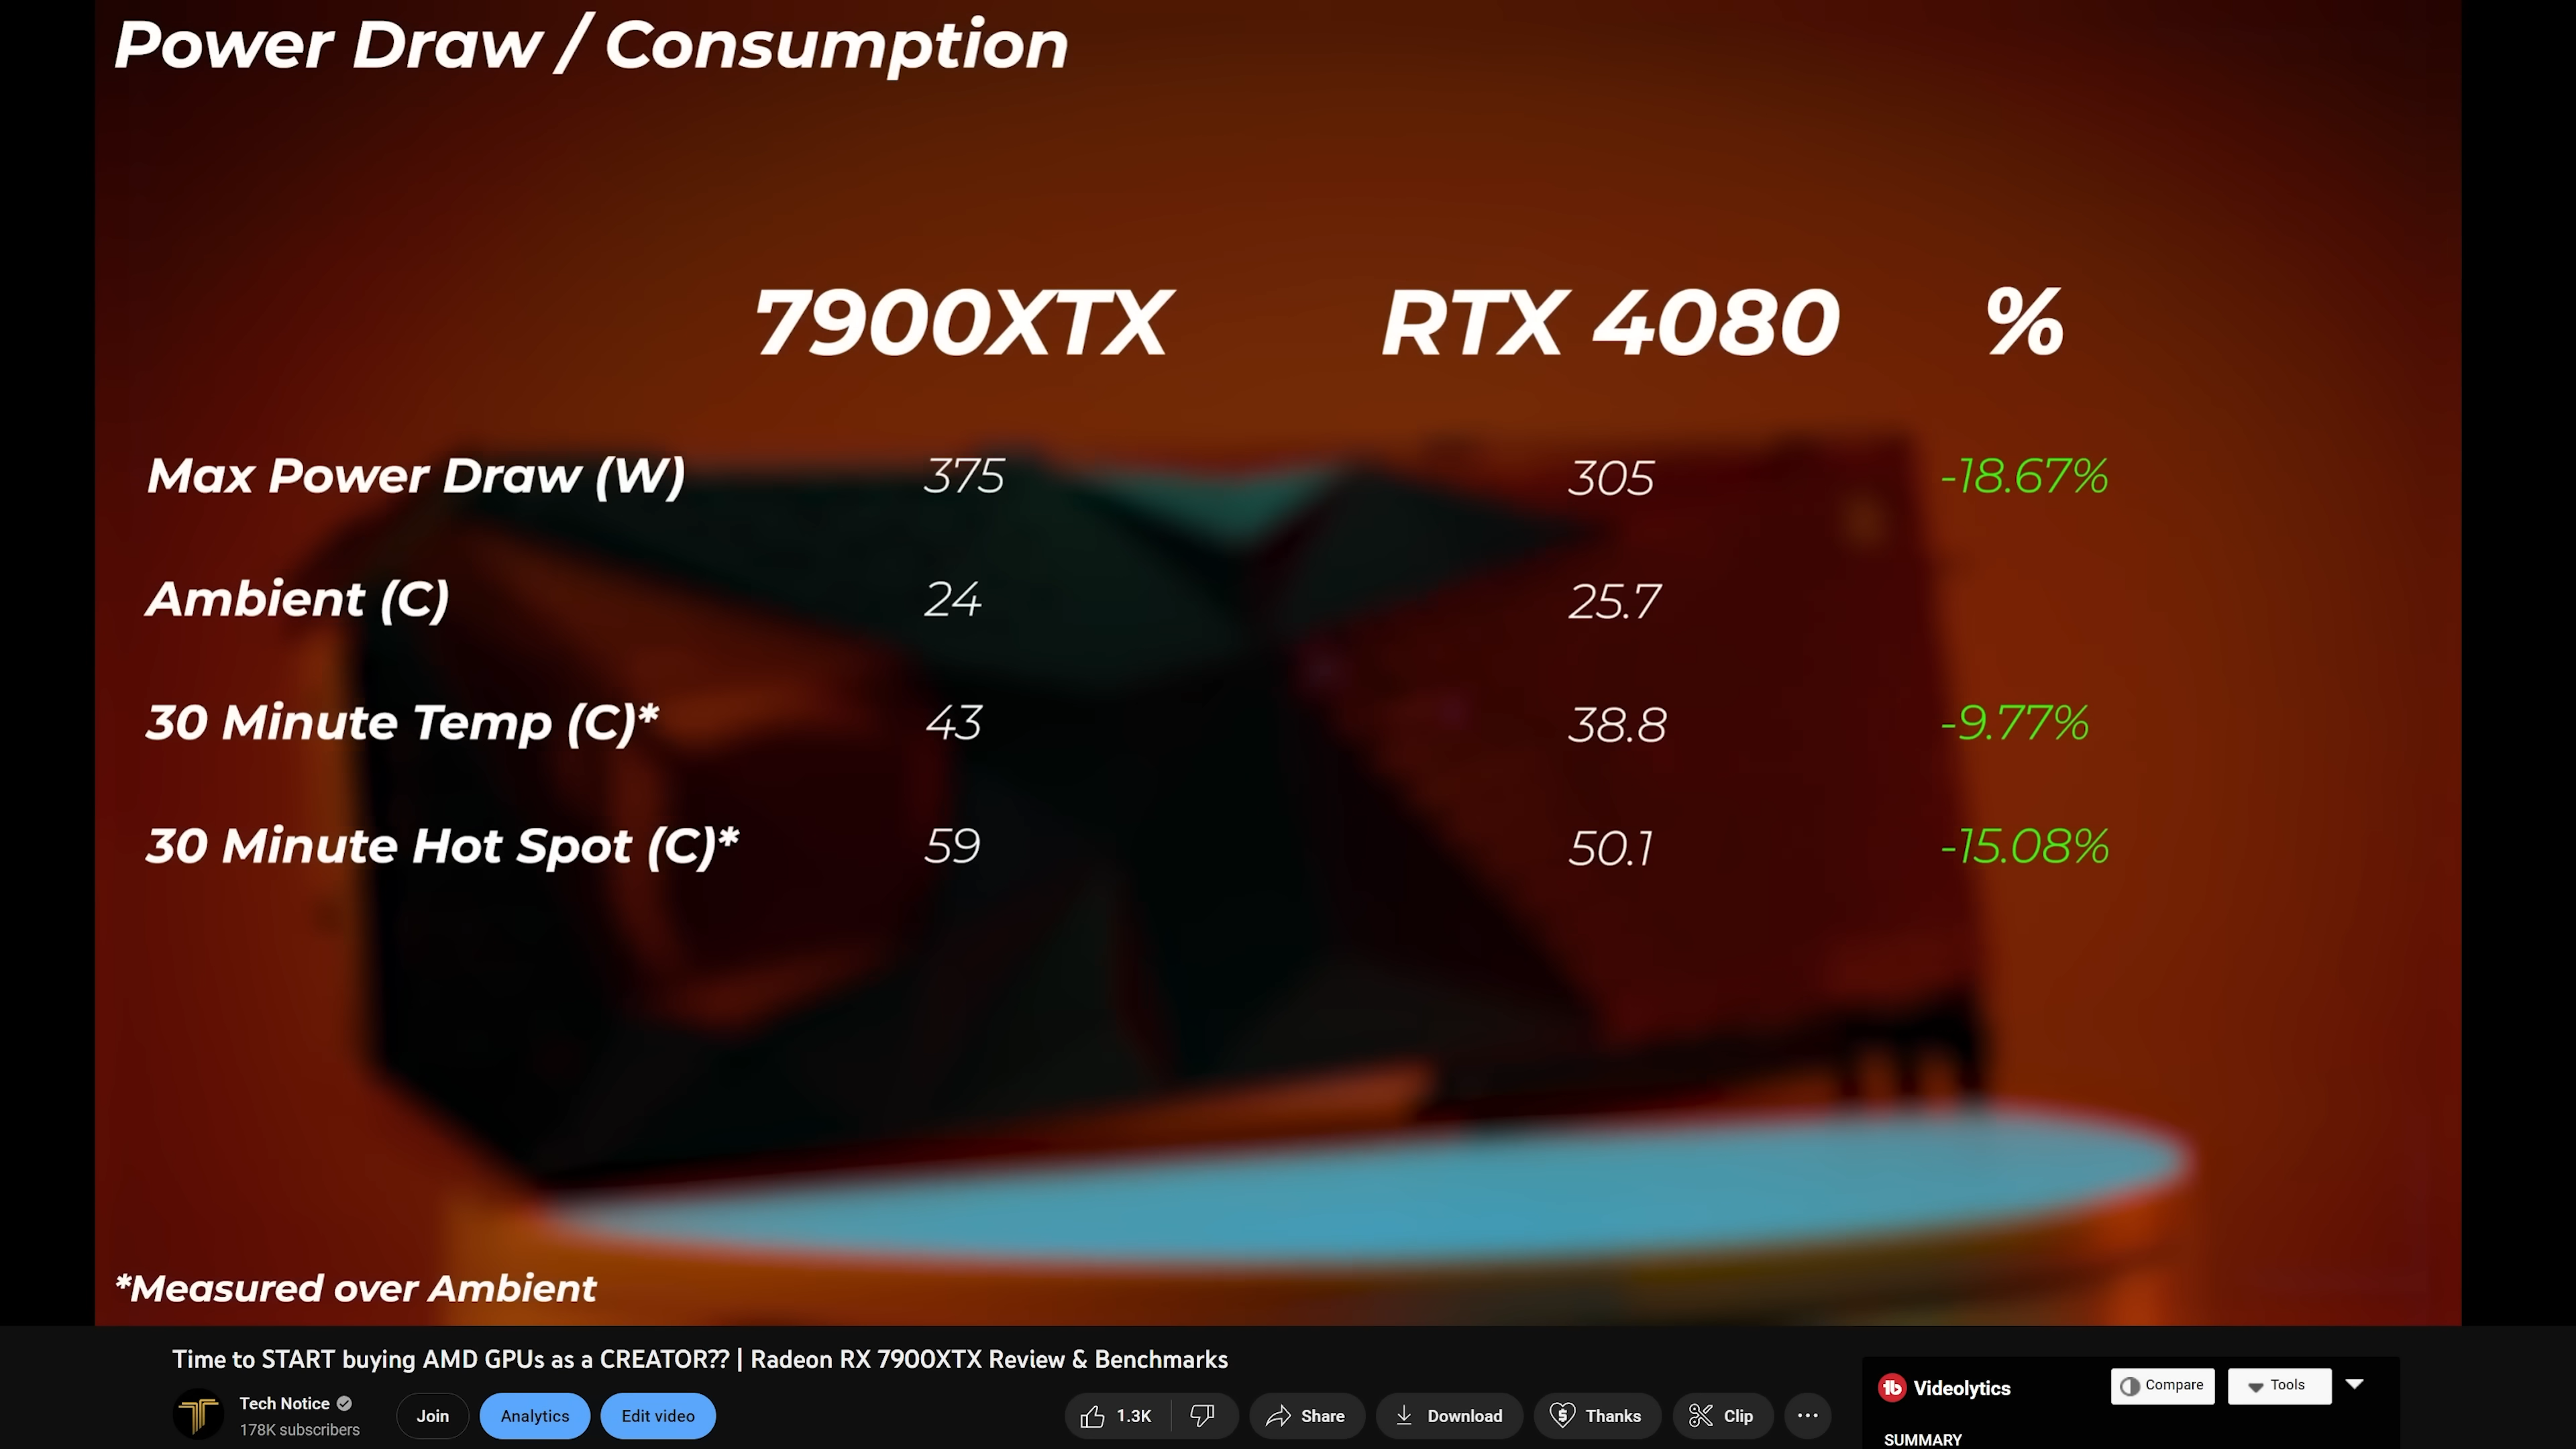 Power Draw / Consumption
7900XTX RTX 4080 %
Max Power Draw (W) 375 305 -18.67%
Ambient (C) 24 25.7
30 Minute Temp (C)* 43 38.8 -9.77%
30 Minute Hot Spot (C)* 59 50.1 -15.08%
*Measured over Ambient
Time to START buying AMD GPUs as a CREATOR?? | Radeon RX 7900XTX Review & Benchmarks
Tech Notice
178K subscribers
Join Analytics Edit video 1.3K Share Download Thanks Clip
tb Videolytics Compare Tools
SUMMARY